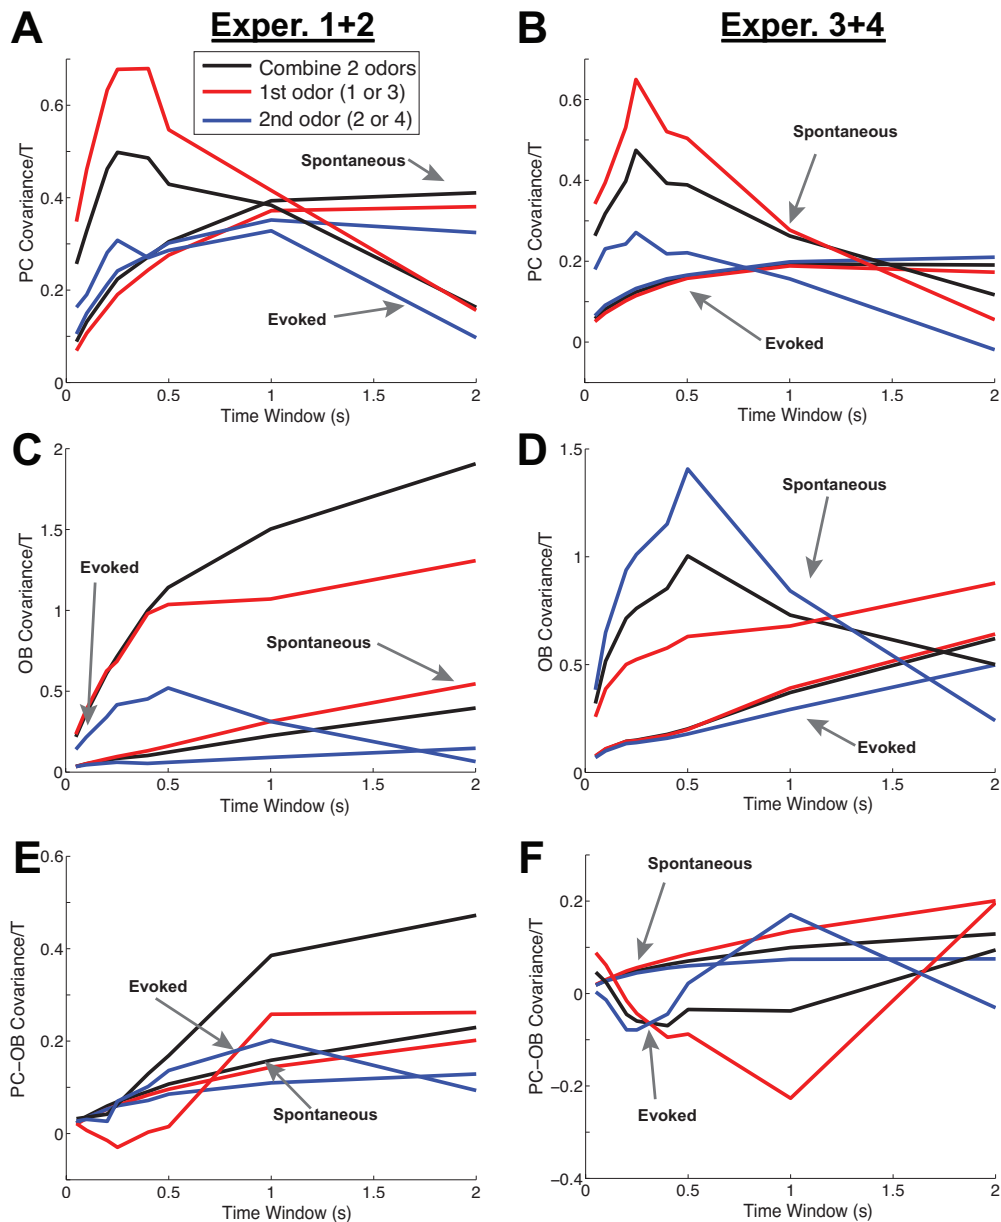 A
Exper. 1+2
Combine 2 odors
1st odor (1 or 3)
2nd odor (2 or 4)
Spontaneous
Evoked
PC Covariance/T
0.6
0.4
0.2
0
0
0.5
1
1.5
2
Time Window (s)
B
Exper. 3+4
Spontaneous
Evoked
PC Covariance/T
0.6
0.4
0.2
0
0
0.5
1
1.5
2
Time Window (s)
C
Evoked
Spontaneous
OB Covariance/T
2
1.5
1
0.5
0
0
0.5
1
1.5
2
Time Window (s)
D
Spontaneous
Evoked
OB Covariance/T
1.5
1
0.5
0
0
0.5
1
1.5
2
Time Window (s)
E
Evoked
Spontaneous
PC–OB Covariance/T
0.6
0.4
0.2
0
0
0.5
1
1.5
2
Time Window (s)
F
Spontaneous
Evoked
PC–OB Covariance/T
0.2
0
−0.2
−0.4
0
0.5
1
1.5
2
Time Window (s)